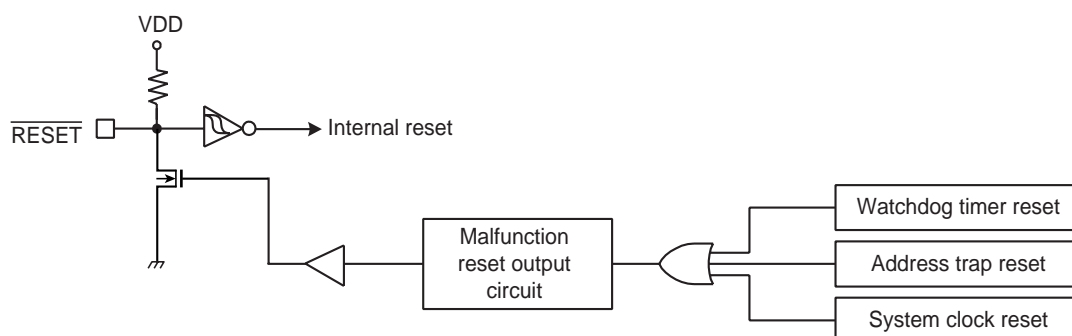 VDD
RESET
Internal reset
Malfunction
reset output
circuit
Watchdog timer reset
Address trap reset
System clock reset